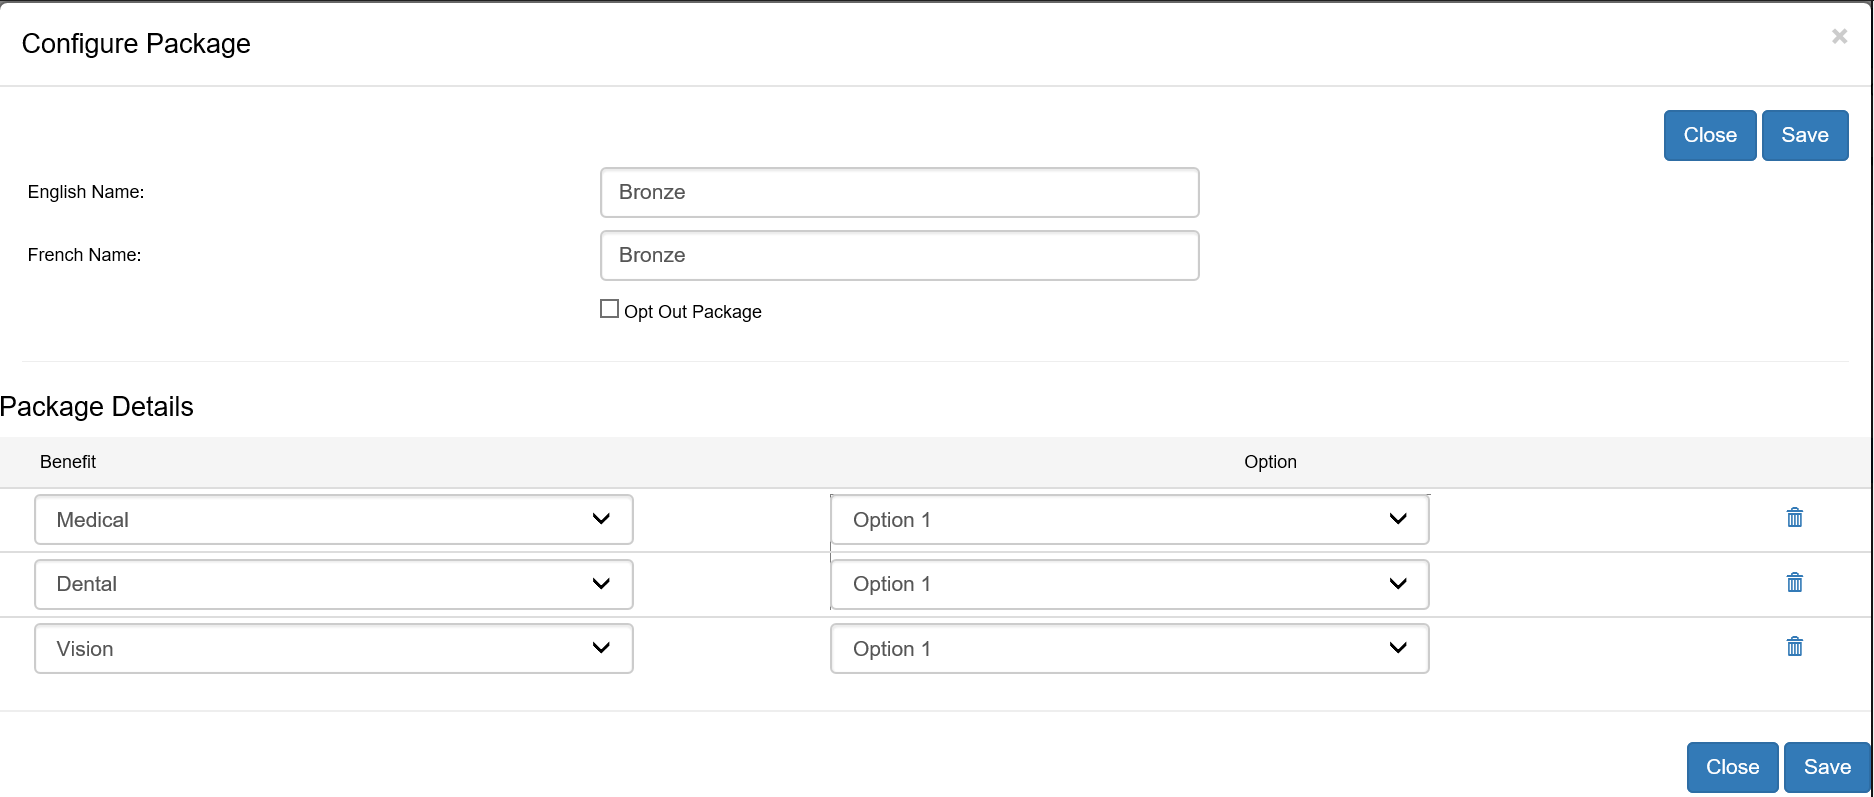 Configure Package
×
Close Save
English Name: Bronze
French Name: Bronze
Opt Out Package
Package Details
Benefit Option
Medical Option 1
Dental Option 1
Vision Option 1
Close Save